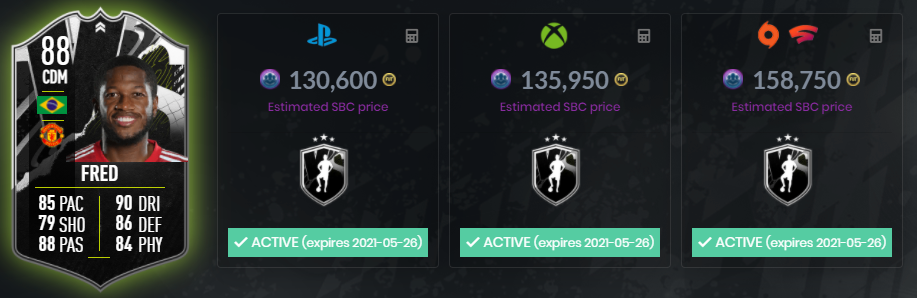 88
CDM
FRED
85 PAC 90 DRI
79 SHO 86 DEF
88 PAS 84 PHY
130,600
Estimated SBC price
ACTIVE (expires 2021-05-26)
135,950
Estimated SBC price
ACTIVE (expires 2021-05-26)
158,750
Estimated SBC price
ACTIVE (expires 2021-05-26)